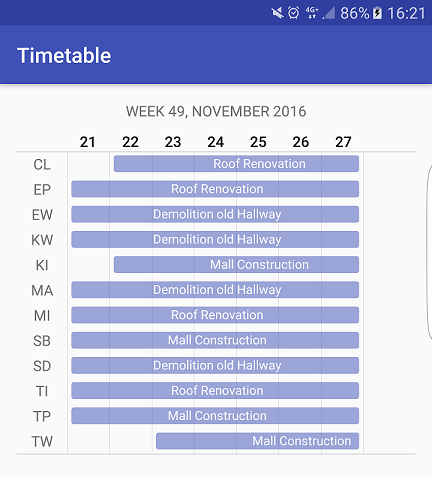 4G+ 86% 16:21
Timetable
WEEK 49, NOVEMBER 2016
21 22 23 24 25 26 27
CL Roof Renovation
EP Roof Renovation
EW Demolition old Hallway
KW Demolition old Hallway
KI Mall Construction
MA Demolition old Hallway
MI Roof Renovation
SB Mall Construction
SD Demolition old Hallway
TI Roof Renovation
TP Mall Construction
TW Mall Construction